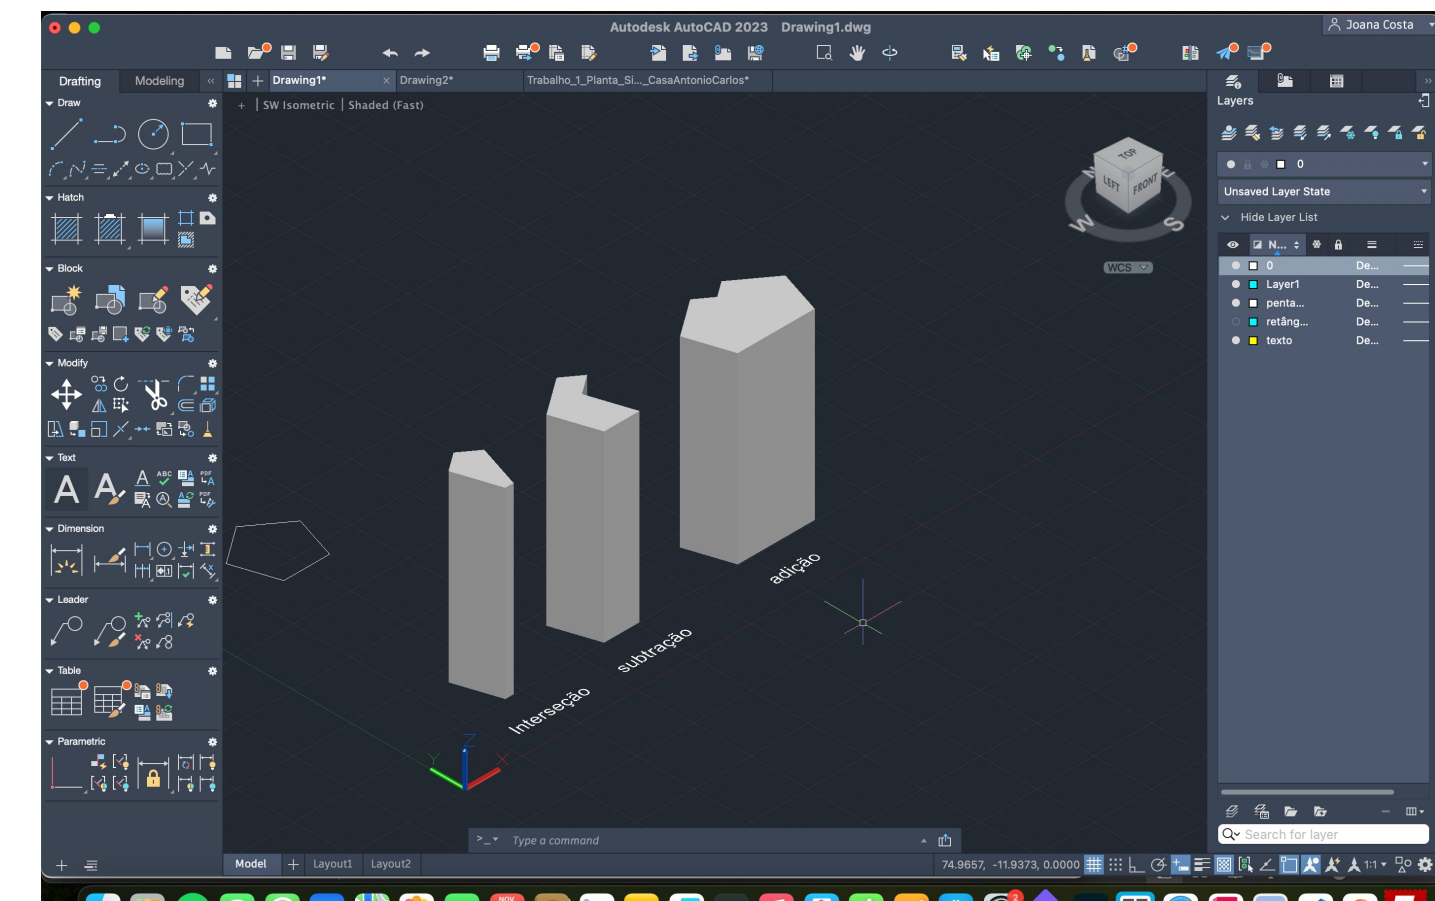 Autodesk AutoCAD 2023 Drawing1.dwg
Joana Costa
Drafting Modeling
Drawing1* Drawing2* Trabalho_1_Planta_Si..._CasaAntonioCarlos*
+ | SW Isometric | Shaded (Fast)
Draw
Hatch
Block
Modify
Text
Dimension
Leader
Table
Parametric
TOP
LEFT
FRONT
W
S
WCS
adição
subtração
Interseção
Z
Y
X
>_ Type a command
Model + Layout1 Layout2
74.9657, -11.9373, 0.0000
1:1
Layers
0
Unsaved Layer State
Hide Layer List
N...
0 De...
Layer1 De...
penta... De...
retâng... De...
texto De...
Search for layer
NOV
2